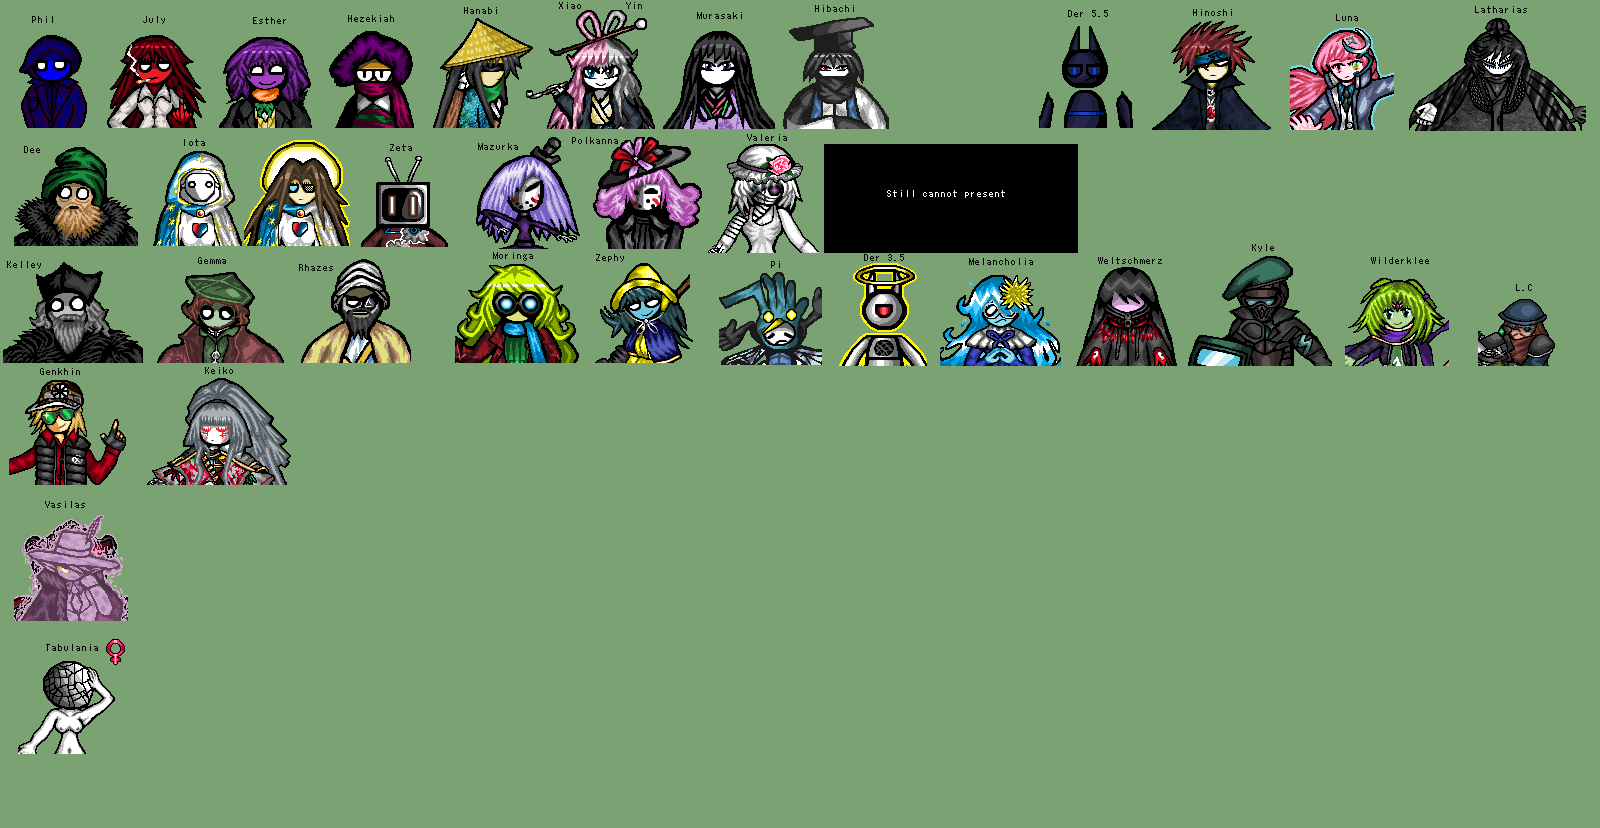 Phil
July
Esther
Hezekiah
Hanabi
Xiao
Yin
Murasaki
Hibachi
Der 5.5
Hinoshi
Luna
Latharias
Dee
Iota
Zeta
Mazurka
Polkanna
Valeria
Still cannot present
Kelley
Gemma
Rhazes
Moringa
Zephy
Pi
Der 3.5
Melancholia
Weltschmerz
Kyle
Wilderklee
L.C
Genkhin
Keiko
Vasilas
Tabulania